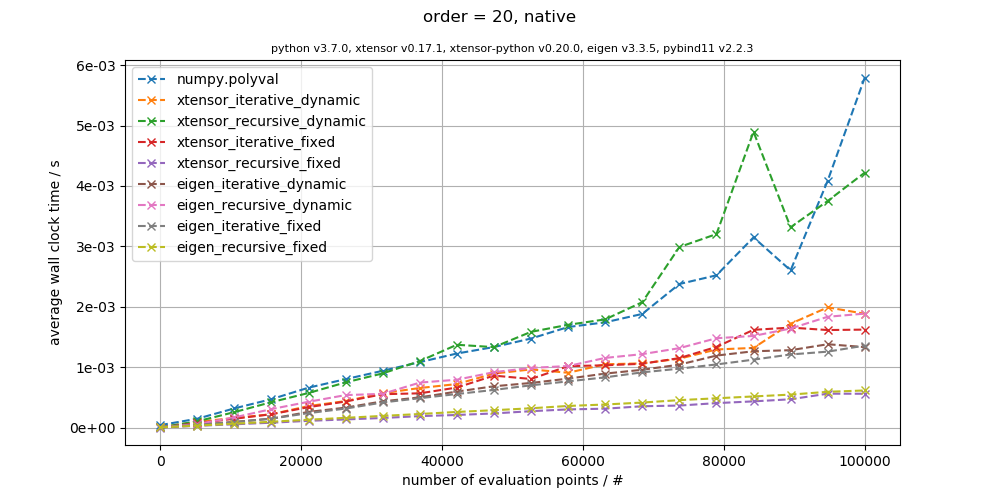 order = 20, native
python v3.7.0, xtensor v0.17.1, xtensor-python v0.20.0, eigen v3.3.5, pybind11 v2.2.3
6e-03
5e-03
4e-03
3e-03
2e-03
1e-03
0e+00
average wall clock time / s
numpy.polyval
xtensor_iterative_dynamic
xtensor_recursive_dynamic
xtensor_iterative_fixed
xtensor_recursive_fixed
eigen_iterative_dynamic
eigen_recursive_dynamic
eigen_iterative_fixed
eigen_recursive_fixed
0 20000 40000 60000 80000 100000
number of evaluation points / #